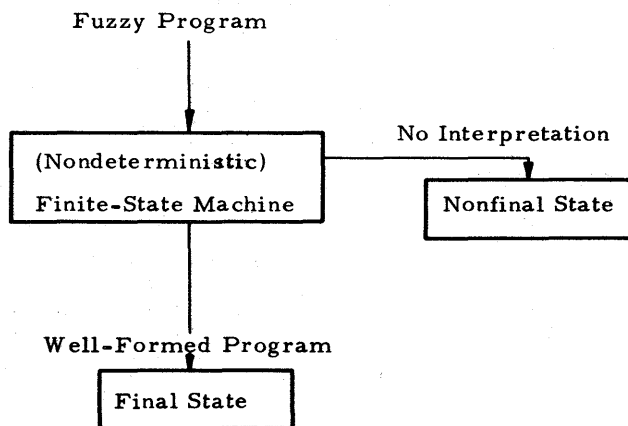 Fuzzy Program
No Interpretation
(Nondeterministic)
Finite-State Machine
Nonfinal State
Well-Formed Program
Final State